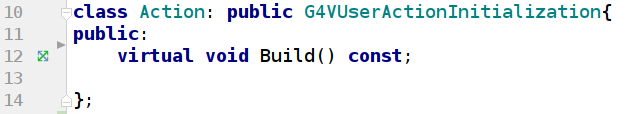 10 class Action: public G4VUserActionInitialization{
11 public:
12     virtual void Build() const;
13
14 };